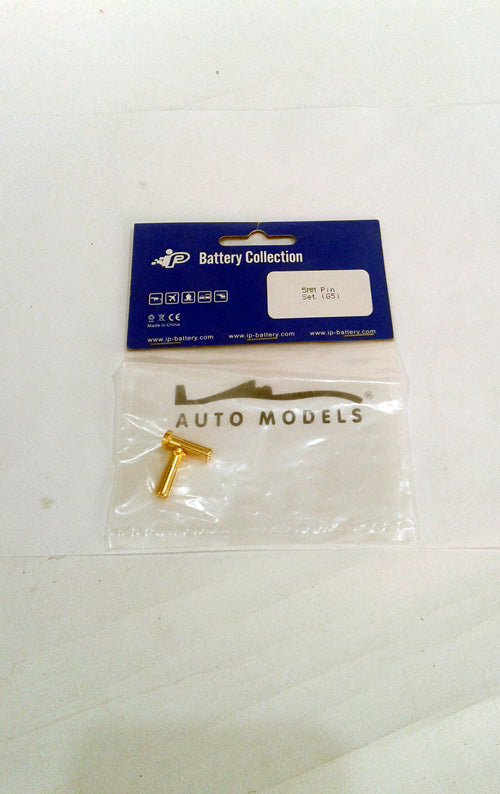 iP Battery Collection
5MM Pin
Set (G5)
CE
Made in China
www.ip-battery.com www.ip-battery.com www.ip-battery.com
®
AUTO MODELS